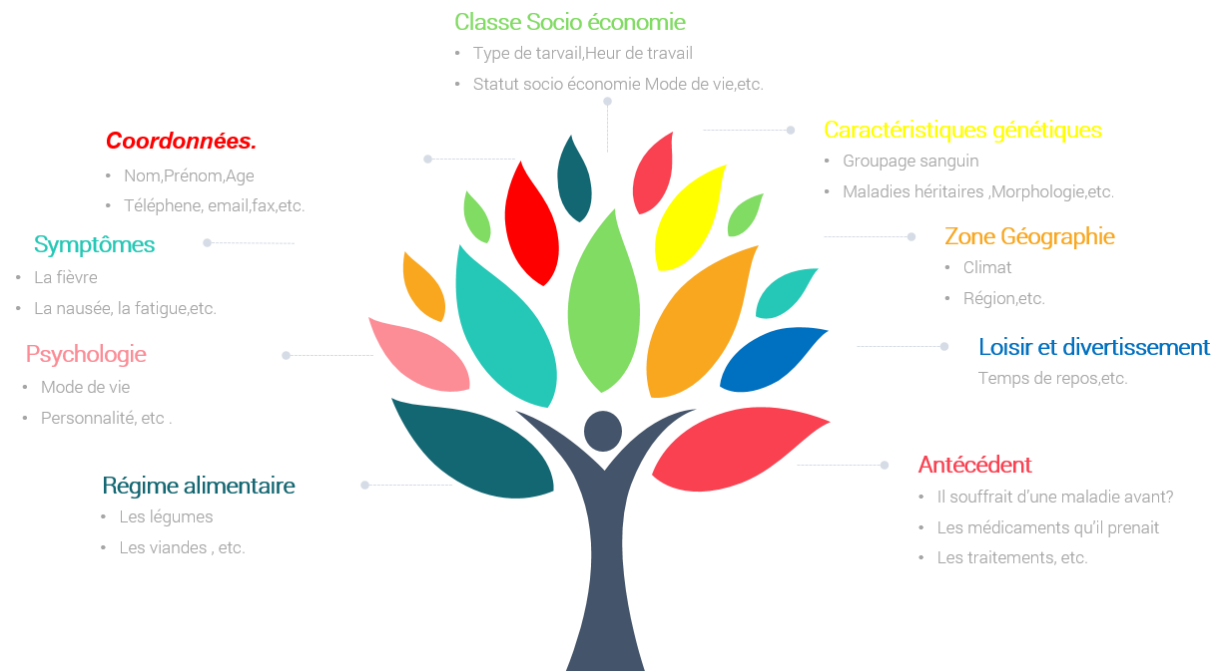 Classe Socio économie
• Type de tarvail,Heur de travail
• Statut socio économie Mode de vie,etc.
Coordonnées.
• Nom,Prénom,Age
• Téléphene, email,fax,etc.
Symptômes
• La fièvre
• La nausée, la fatigue,etc.
Psychologie
• Mode de vie
• Personnalité, etc .
Régime alimentaire
• Les légumes
• Les viandes , etc.
Caractéristiques génétiques
• Groupage sanguin
• Maladies héritaires ,Morphologie,etc.
Zone Géographie
• Climat
• Région,etc.
Loisir et divertissement
Temps de repos,etc.
Antécédent
• Il souffrait d’une maladie avant?
• Les médicaments qu’il prenait
• Les traitements, etc.